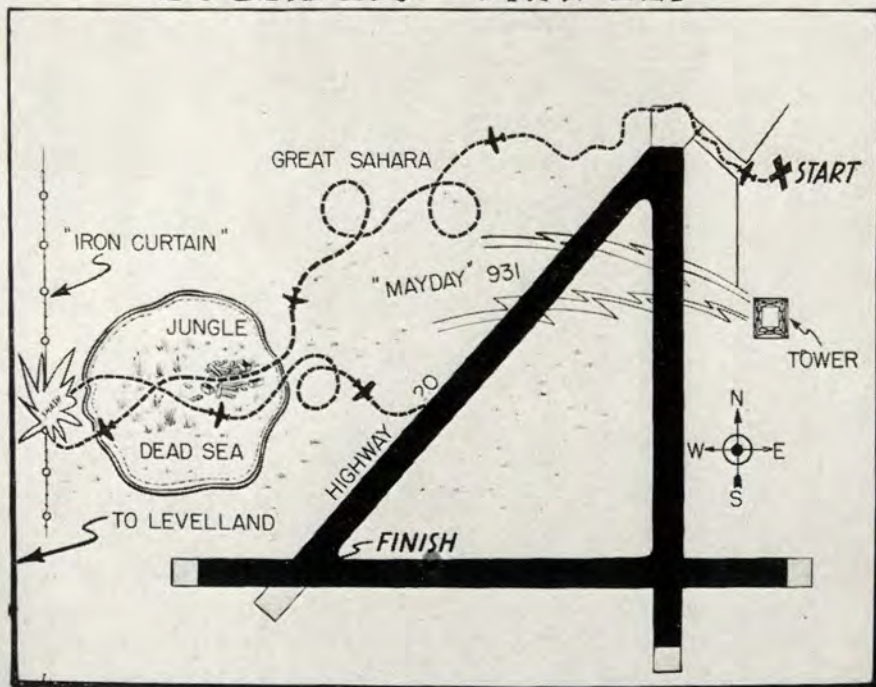 GREAT SAHARA
START
"IRON CURTAIN"
"MAYDAY" 931
JUNGLE
TOWER
20
N
W
E
S
DEAD SEA
HIGHWAY
TO LEVELLAND
FINISH